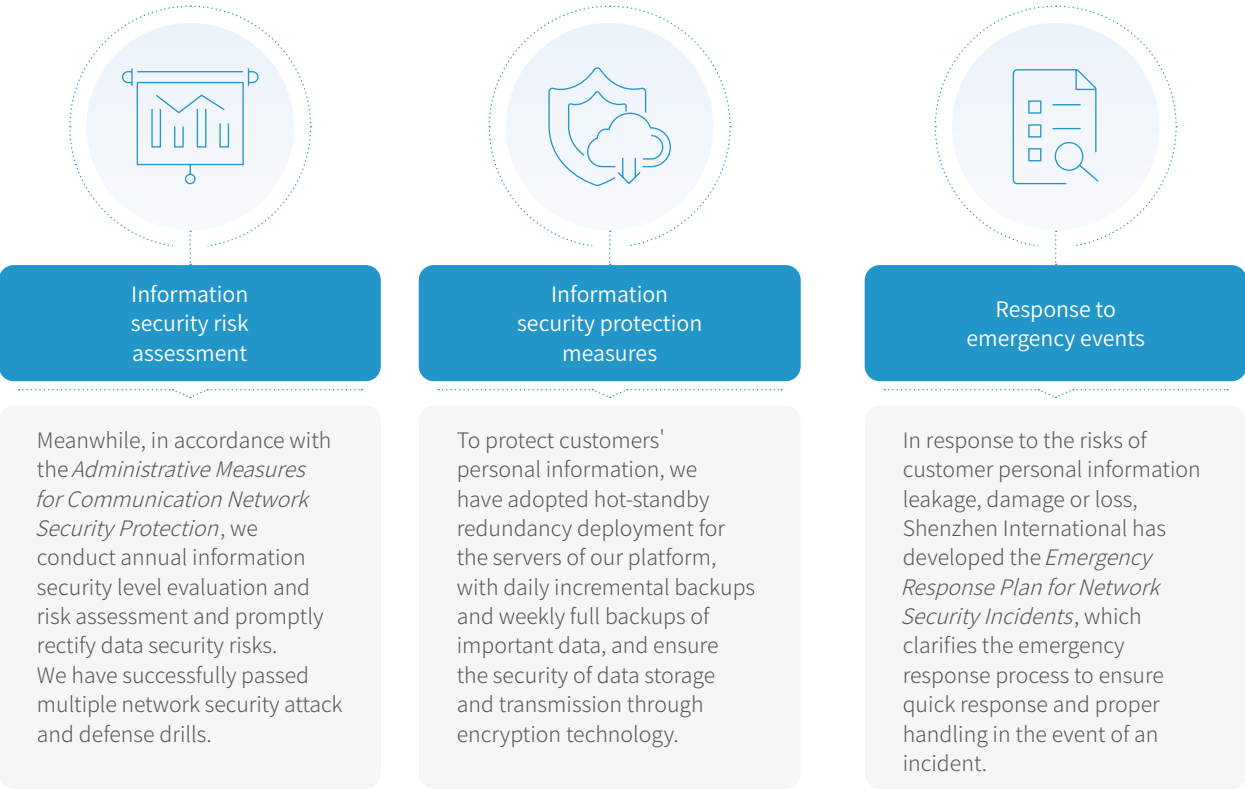 Information
security risk
assessment
Meanwhile, in accordance with
the Administrative Measures
for Communication Network
Security Protection, we
conduct annual information
security level evaluation and
risk assessment and promptly
rectify data security risks.
We have successfully passed
multiple network security attack
and defense drills.
Information
security protection
measures
To protect customers'
personal information, we
have adopted hot-standby
redundancy deployment for
the servers of our platform,
with daily incremental backups
and weekly full backups of
important data, and ensure
the security of data storage
and transmission through
encryption technology.
Response to
emergency events
In response to the risks of
customer personal information
leakage, damage or loss,
Shenzhen International has
developed the Emergency
Response Plan for Network
Security Incidents, which
clarifies the emergency
response process to ensure
quick response and proper
handling in the event of an
incident.